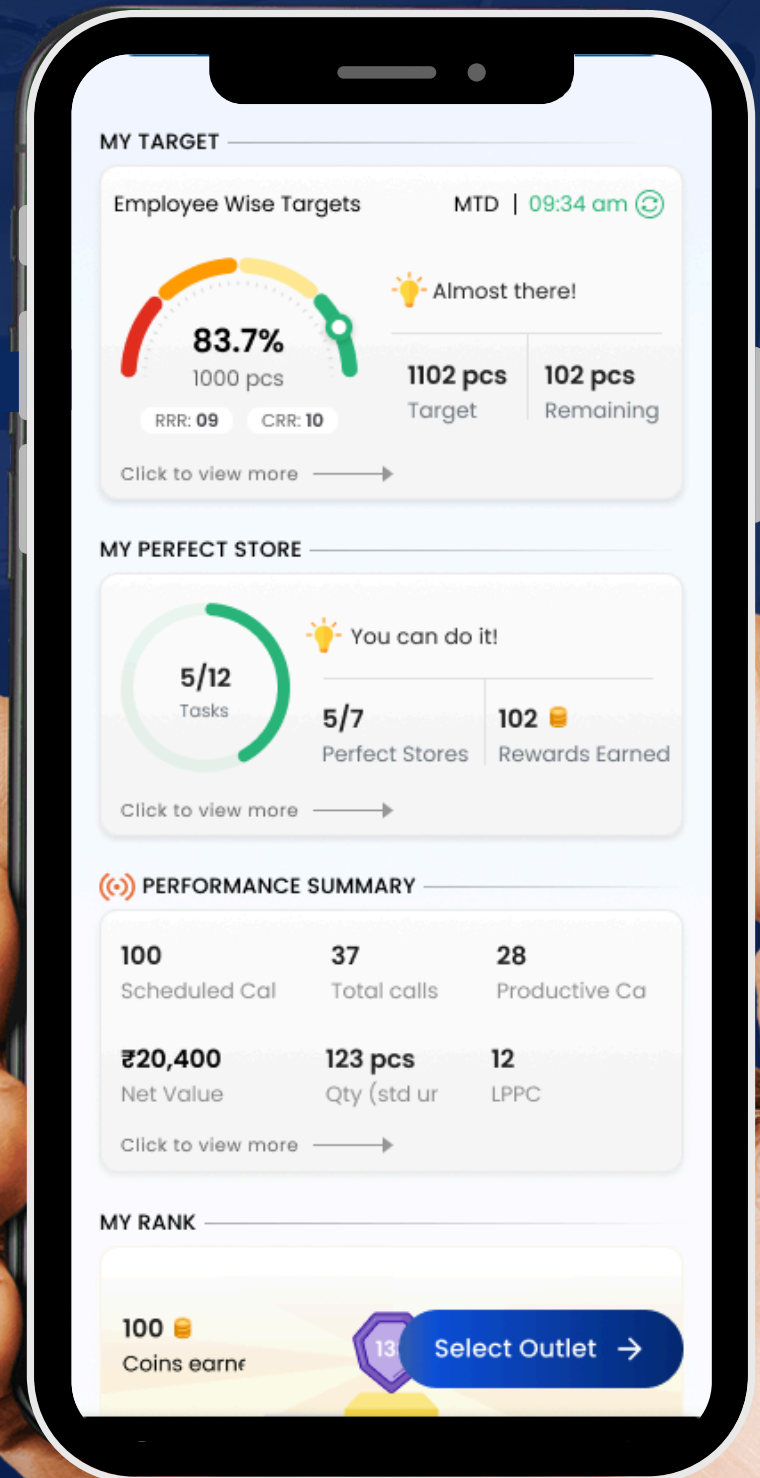 MY TARGET
Employee Wise Targets
MTD | 09:34 am
83.7%
1000 pcs
RRR: 09
CRR: 10
Almost there!
1102 pcs
Target
102 pcs
Remaining
Click to view more
MY PERFECT STORE
5/12
Tasks
You can do it!
5/7
Perfect Stores
102
Rewards Earned
Click to view more
PERFORMANCE SUMMARY
100
Scheduled Cal
37
Total calls
28
Productive Ca
₹20,400
Net Value
123 pcs
Qty (std ur
12
LPPC
Click to view more
MY RANK
100
Coins earne
13
Select Outlet